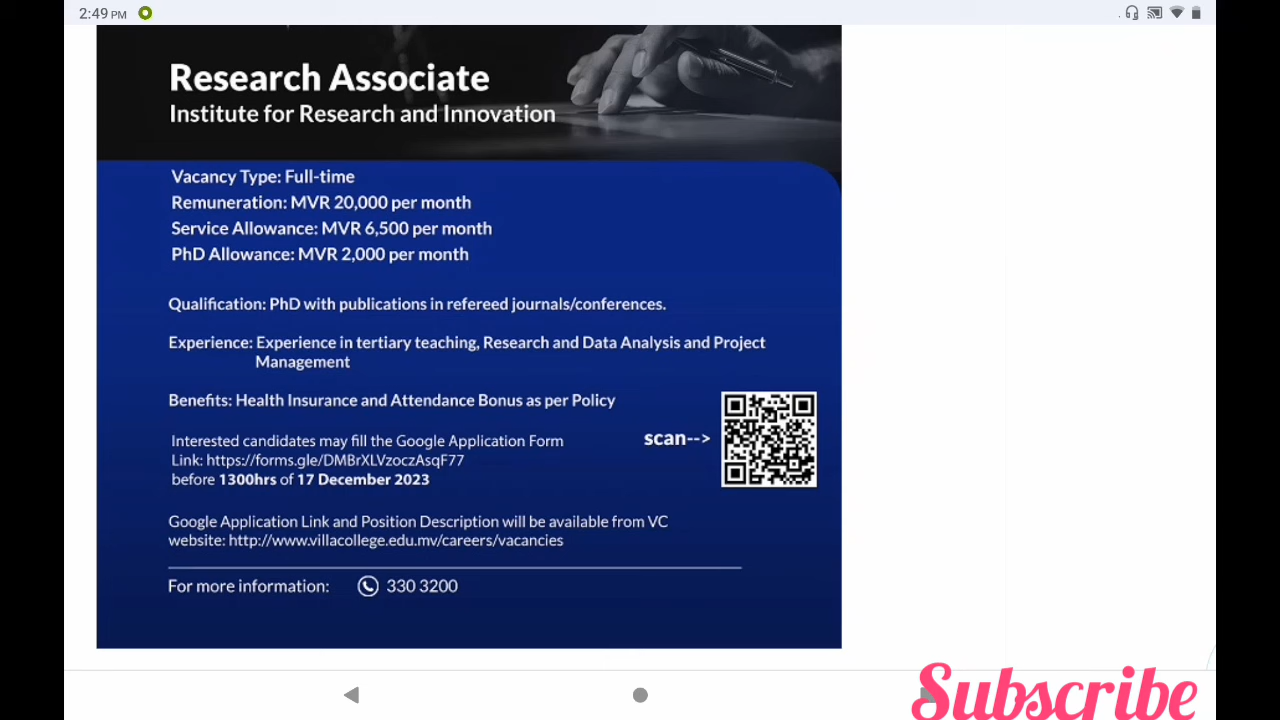 2:49 PM
Research Associate
Institute for Research and Innovation
Vacancy Type: Full-time
Remuneration: MVR 20,000 per month
Service Allowance: MVR 6,500 per month
PhD Allowance: MVR 2,000 per month
Qualification: PhD with publications in refereed journals/conferences.
Experience: Experience in tertiary teaching, Research and Data Analysis and Project
Management
Benefits: Health Insurance and Attendance Bonus as per Policy
Interested candidates may fill the Google Application Form
scan-->
Link: https://forms.gle/DMBrXLVzoczAsqF77
before 1300hrs of 17 December 2023
Google Application Link and Position Description will be available from VC
website: http://www.villacollege.edu.mv/careers/vacancies
For more information: 330 3200
Subscribe